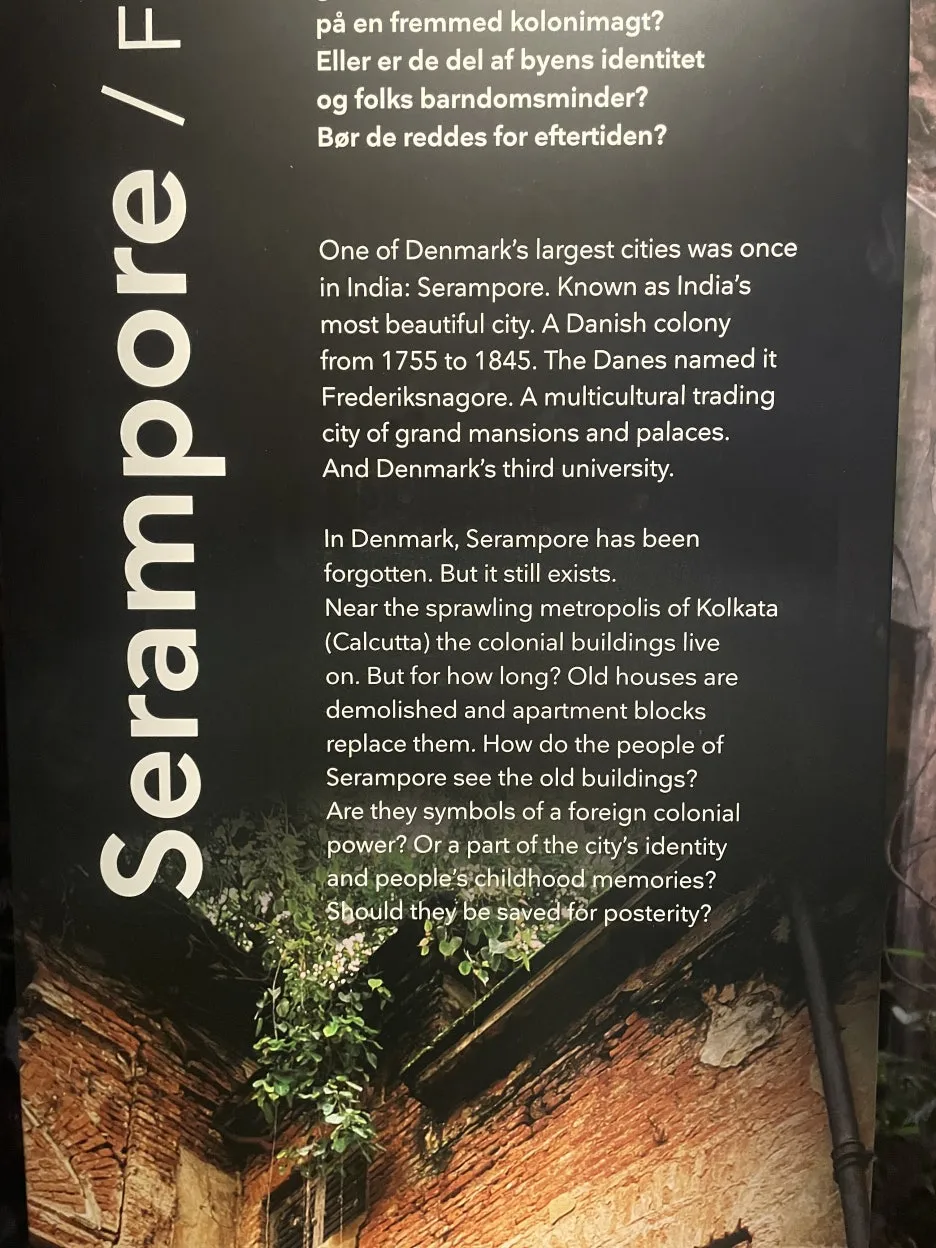 Serampore / F
på en fremmed kolonimagt?
Eller er de del af byens identitet
og folks barndomsminder?
Bør de reddes for eftertiden?
One of Denmark's largest cities was once
in India: Serampore. Known as India's
most beautiful city. A Danish colony
from 1755 to 1845. The Danes named it
Frederiksnagore. A multicultural trading
city of grand mansions and palaces.
And Denmark's third university.
In Denmark, Serampore has been
forgotten. But it still exists.
Near the sprawling metropolis of Kolkata
(Calcutta) the colonial buildings live
on. But for how long? Old houses are
demolished and apartment blocks
replace them. How do the people of
Serampore see the old buildings?
Are they symbols of a foreign colonial
power? Or a part of the city's identity
and people's childhood memories?
Should they be saved for posterity?